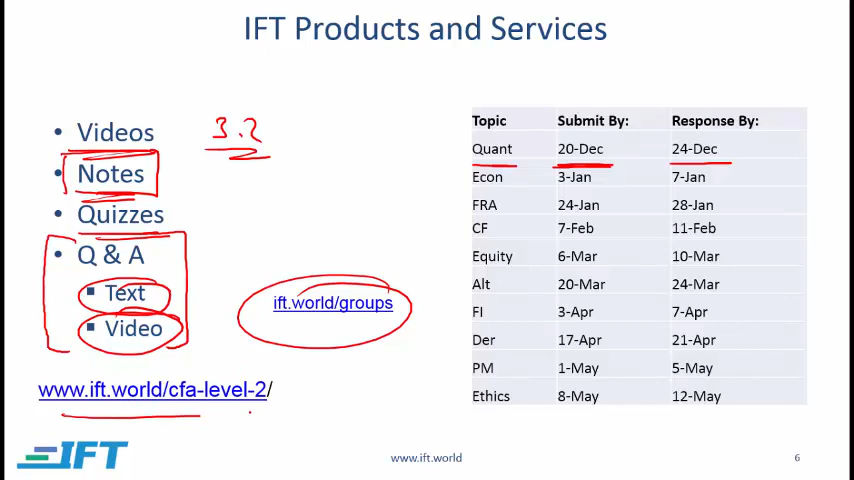 IFT Products and Services
• Videos
3.2
• Notes
• Quizzes
• Q & A
▪ Text
▪ Video
ift.world/groups
www.ift.world/cfa-level-2/
Topic Submit By: Response By:
Quant 20-Dec 24-Dec
Econ 3-Jan 7-Jan
FRA 24-Jan 28-Jan
CF 7-Feb 11-Feb
Equity 6-Mar 10-Mar
Alt 20-Mar 24-Mar
FI 3-Apr 7-Apr
Der 17-Apr 21-Apr
PM 1-May 5-May
Ethics 8-May 12-May
IFT
www.ift.world
6